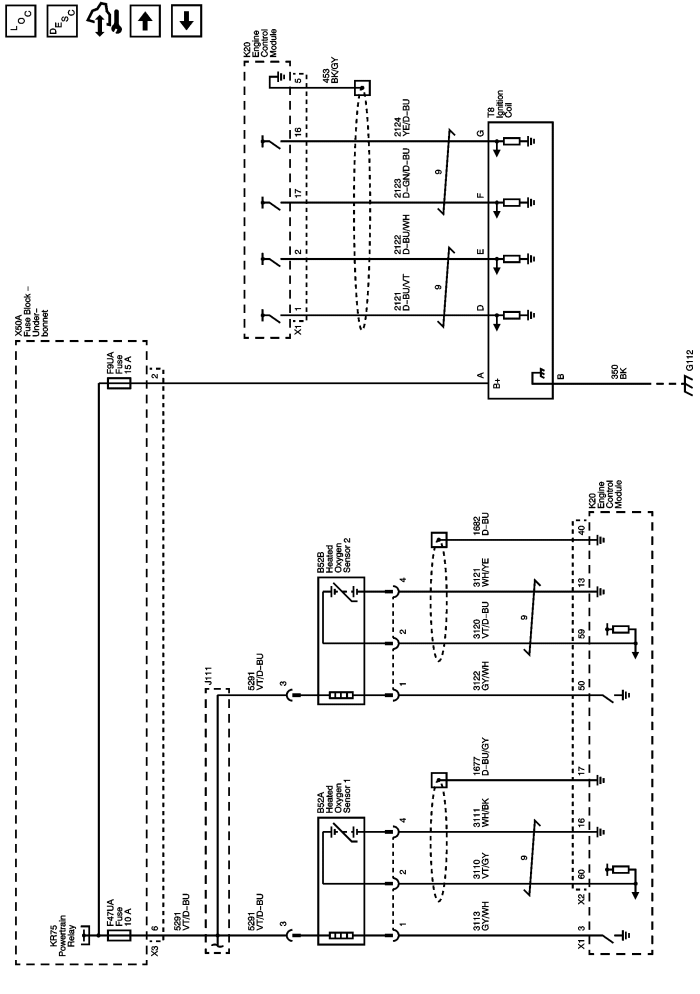 LOC
DESC
K20
Engine
Control
Module
5
453
BK/GY
16
2124
YE/D-BU
G
T8
Ignition
Coil
17
2123
D-GN/D-BU
F
9
2
2122
D-BU/WH
E
1
X1
2121
D-BU/VT
D
9
X50A
Fuse Block –
Under-
bonnet
F9UA
Fuse
15 A
2
A
B+
B
350
BK
G112
KR75
Powertrain
Relay
F47UA
Fuse
10 A
6
X3
5291
VT/D-BU
J111
5291
VT/D-BU
3
5291
VT/D-BU
3
B52B
Heated
Oxygen
Sensor 2
4
2
1
1682
D-BU
3121
WH/YE
3120
VT/D-BU
3122
GY/WH
9
40
13
59
50
K20
Engine
Control
Module
B52A
Heated
Oxygen
Sensor 1
4
2
1
1677
D-BU/GY
3111
WH/BK
3110
VT/GY
3113
GY/WH
9
17
16
60
X2
3
X1